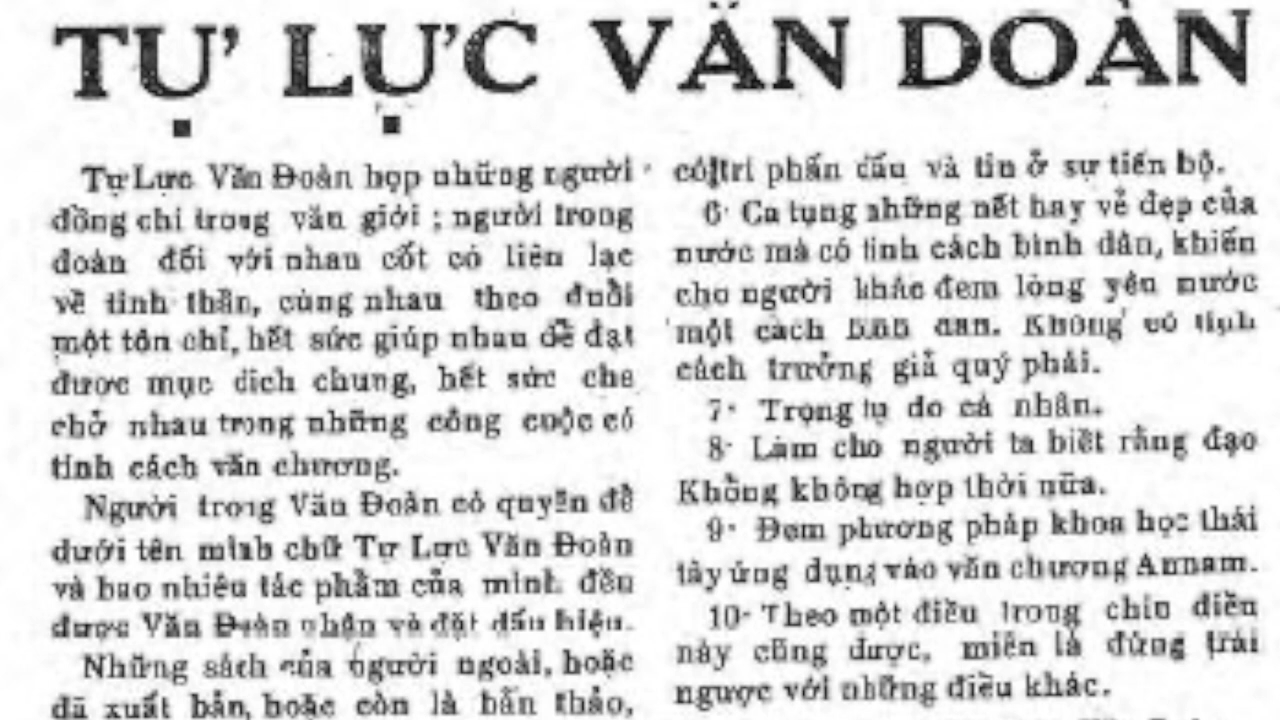 TỰ LỰC VĂN ĐOÀN
Tự Lực Văn Đoàn họp những người
đồng chí trong văn giới ; người trong
đoàn đối với nhau cốt có liên lạc
về tinh thần, cùng nhau theo đuổi
một tôn chỉ, hết sức giúp nhau để đạt
được mục đích chung, hết sức che
chở nhau trong những công cuộc có
tính cách văn chương.
Người trong Văn Đoàn có quyền để
dưới tên mình chữ Tự Lực Văn Đoàn
và bao nhiêu tác phẩm của mình đều
được Văn Đoàn nhận và đặt dấu hiệu.
Những sách của người ngoài, hoặc
đã xuất bản, hoặc còn là bản thảo,
có trí phấn đấu và tin ở sự tiến bộ.
6· Ca tụng những nết hay vẻ đẹp của
nước mà có tính cách bình dân, khiến
cho người khác đem lòng yêu nước
một cách bình dân. Không có tính
cách trưởng giả quý phái.
7· Trọng tự do cá nhân.
8· Làm cho người ta biết rằng đạo
Khổng không hợp thời nữa.
9· Đem phương pháp khoa học thái
tây ứng dụng vào văn chương Annam.
10· Theo một điều trong chín điều
này cũng được, miễn là đừng trái
ngược với những điều khác.